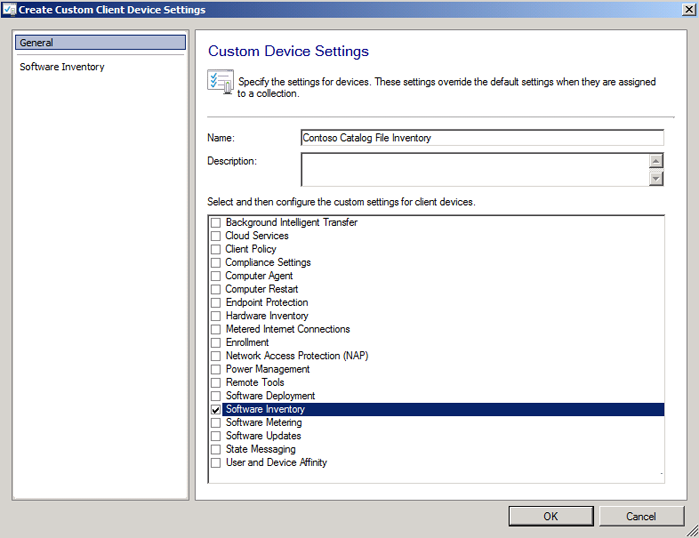 Create Custom Client Device Settings
General
Software Inventory
Custom Device Settings
Specify the settings for devices. These settings override the default settings when they are assigned
to a collection.
Name:
Contoso Catalog File Inventory
Description:
Select and then configure the custom settings for client devices.
Background Intelligent Transfer
Cloud Services
Client Policy
Compliance Settings
Computer Agent
Computer Restart
Endpoint Protection
Hardware Inventory
Metered Internet Connections
Enrollment
Network Access Protection (NAP)
Power Management
Remote Tools
Software Deployment
Software Inventory
Software Metering
Software Updates
State Messaging
User and Device Affinity
OK
Cancel